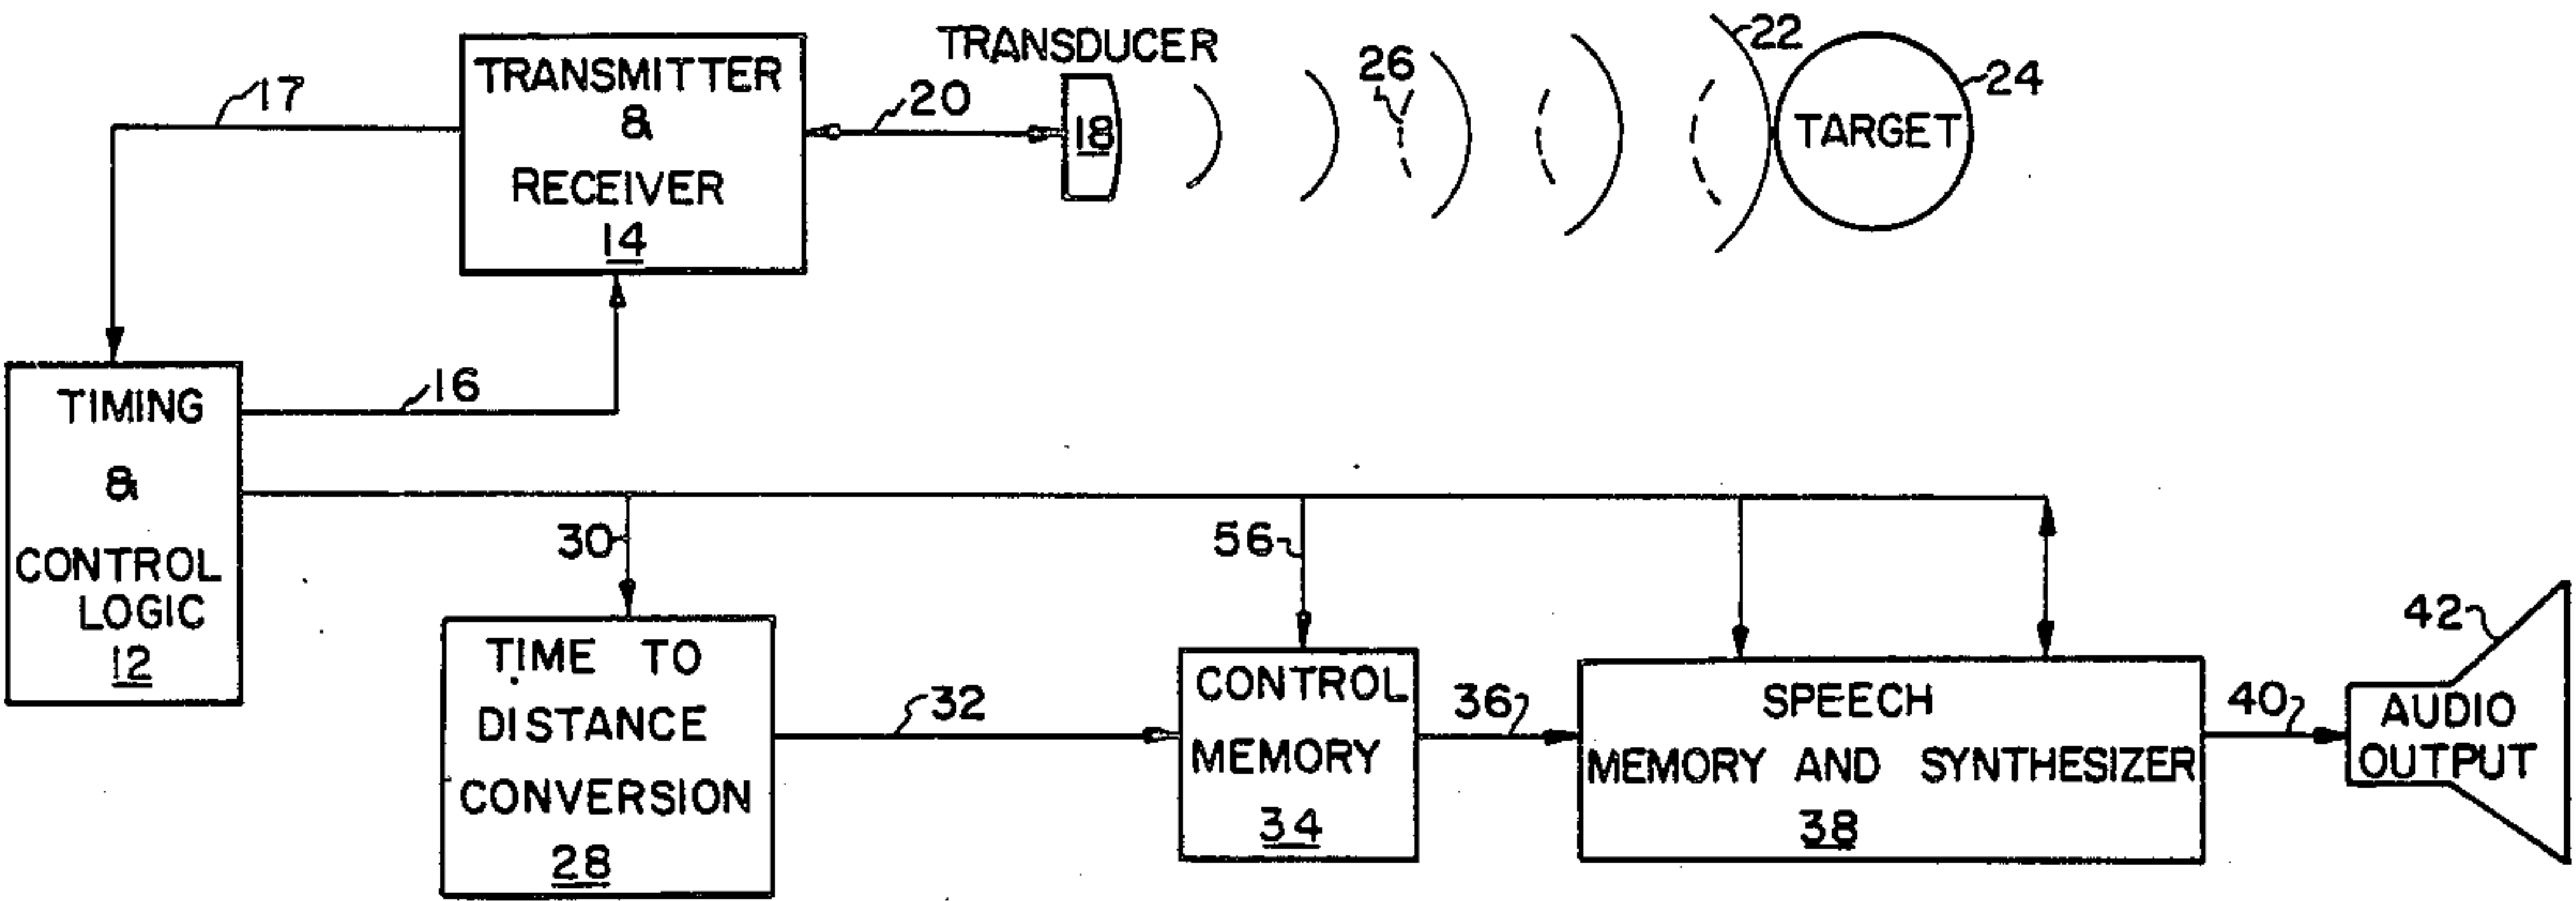 TRANSMITTER
&
RECEIVER
14
17
20
TRANSDUCER
18
26
22
24
TARGET
16
TIMING
&
CONTROL
LOGIC
12
30
56
TIME TO
DISTANCE
CONVERSION
28
32
CONTROL
MEMORY
34
36
SPEECH
MEMORY AND SYNTHESIZER
38
40
42
AUDIO
OUTPUT